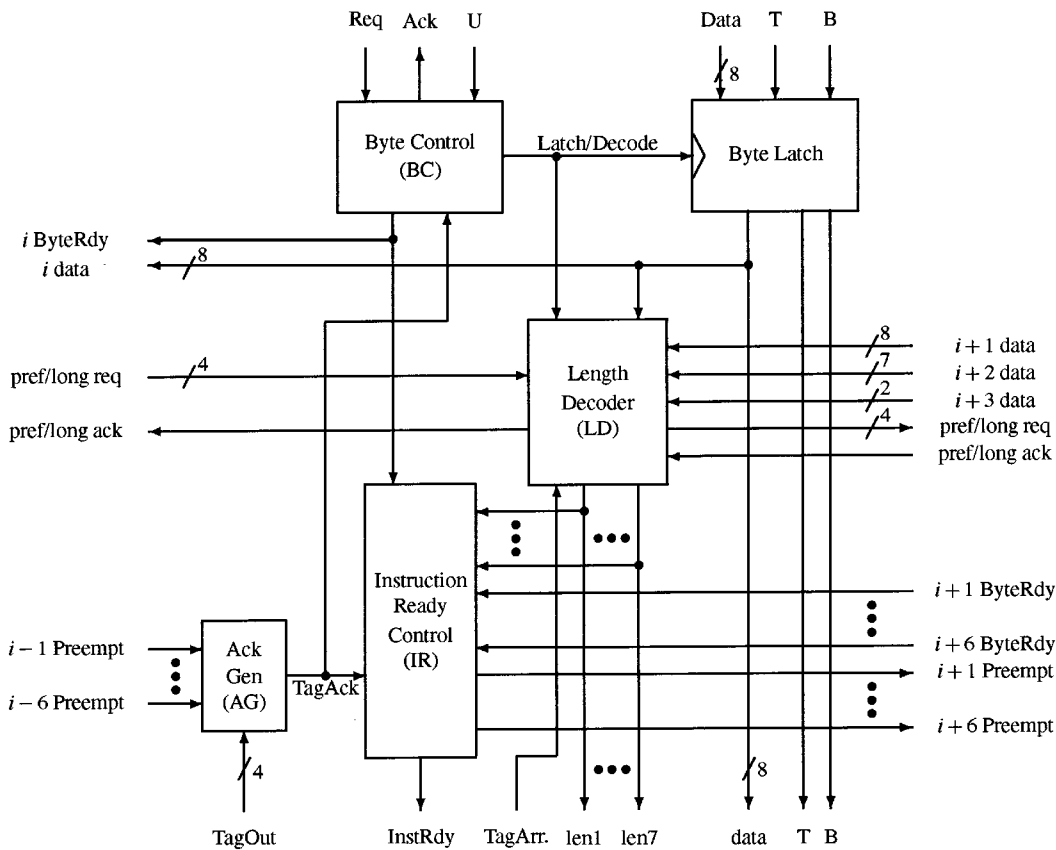 Req Ack U Data T B
8
Byte Control
(BC)
Latch/Decode
Byte Latch
i ByteRdy
i data
8
pref/long req
4
pref/long ack
Length
Decoder
(LD)
8
i + 1 data
7
i + 2 data
2
i + 3 data
4
pref/long req
pref/long ack
Instruction
Ready
Control
(IR)
i + 1 ByteRdy
i + 6 ByteRdy
i + 1 Preempt
i + 6 Preempt
i − 1 Preempt
i − 6 Preempt
Ack
Gen
(AG)
TagAck
4
8
TagOut InstRdy TagArr. len1 len7 data T B